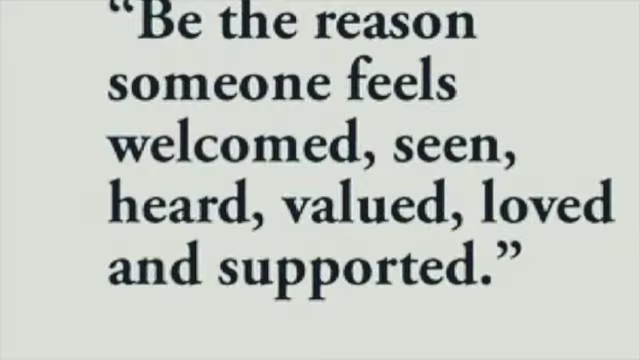 “Be the reason
someone feels
welcomed, seen,
heard, valued, loved
and supported.”